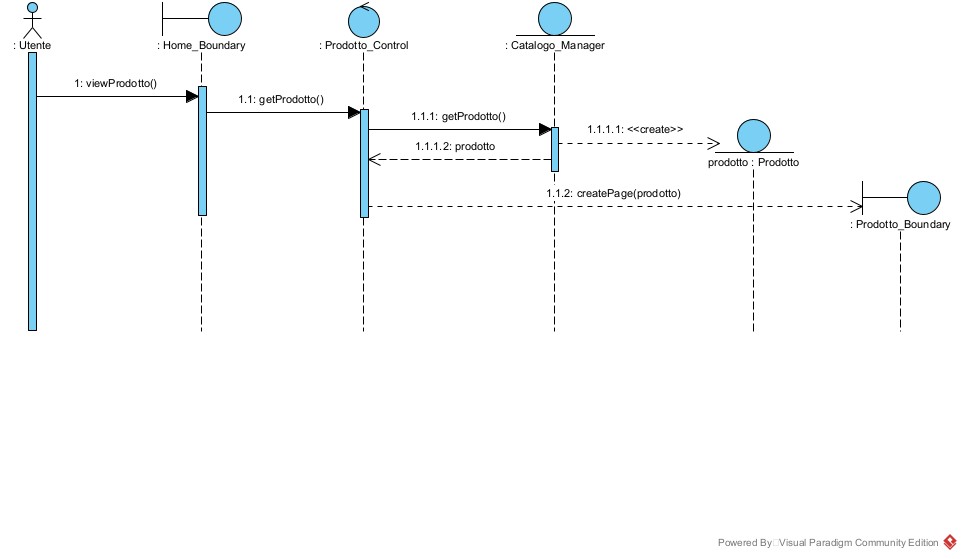 : Utente
: Home_Boundary
: Prodotto_Control
: Catalogo_Manager
1: viewProdotto()
1.1: getProdotto()
1.1.1: getProdotto()
1.1.1.1: <<create>>
1.1.1.2: prodotto
prodotto : Prodotto
1.1.2: createPage(prodotto)
: Prodotto_Boundary
Powered By Visual Paradigm Community Edition